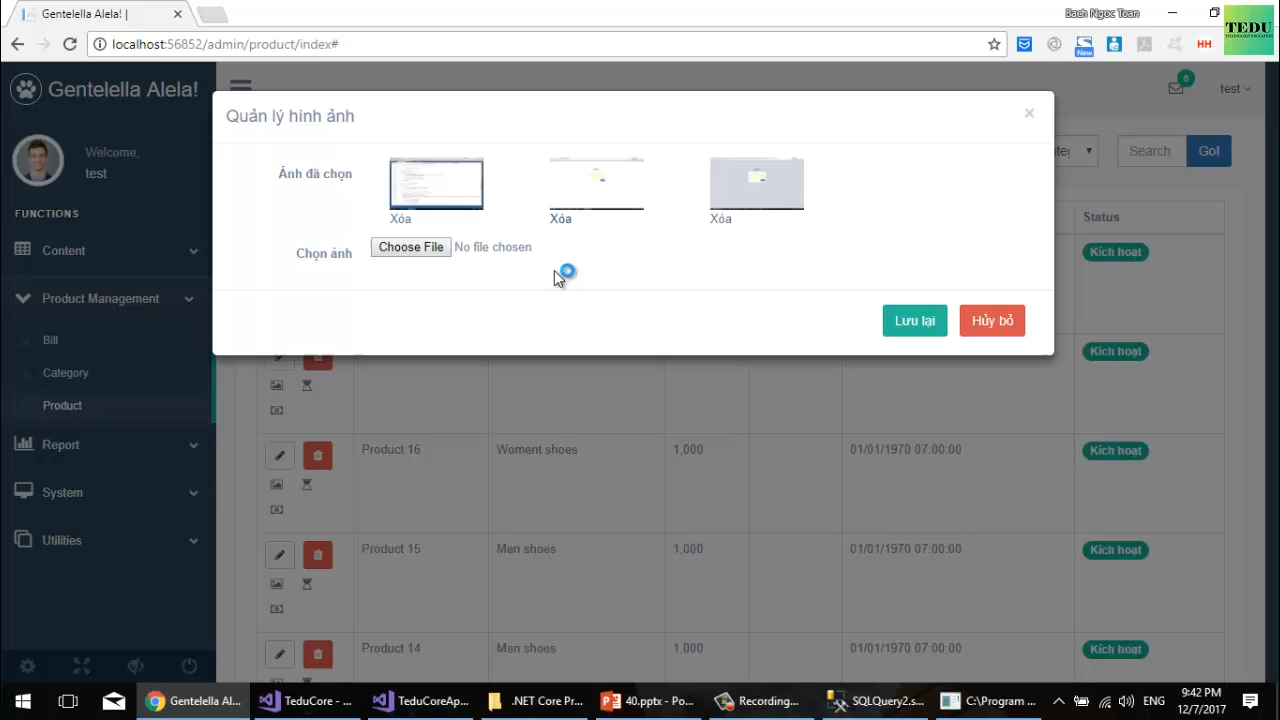 Gentelella Alela! |
Bach Ngoc Toan
TEDU
TECHNOLOGY EDUCATION
localhost:56852/admin/product/index#
New
HH
Gentelella Alela!
Welcome,
test
FUNCTIONS
Content
Product Management
Bill
Category
Product
Report
System
Utilities
test
Quản lý hình ảnh
×
Ảnh đã chọn
Xóa
Xóa
Xóa
Chọn ảnh
Choose File No file chosen
Lưu lại
Hủy bỏ
Search
Go!
Status
Kích hoạt
Kích hoạt
Product 16
Woment shoes
1,000
01/01/1970 07:00:00
Kích hoạt
Product 15
Men shoes
1,000
01/01/1970 07:00:00
Kích hoạt
Product 14
Men shoes
1,000
01/01/1970 07:00:00
Kích hoạt
Gentelella Al...
TeduCore - ...
TeduCoreAp...
.NET Core Pr...
40.pptx - Po...
Recording...
SQLQuery2.s...
C:\Program ...
ENG
9:42 PM
12/7/2017